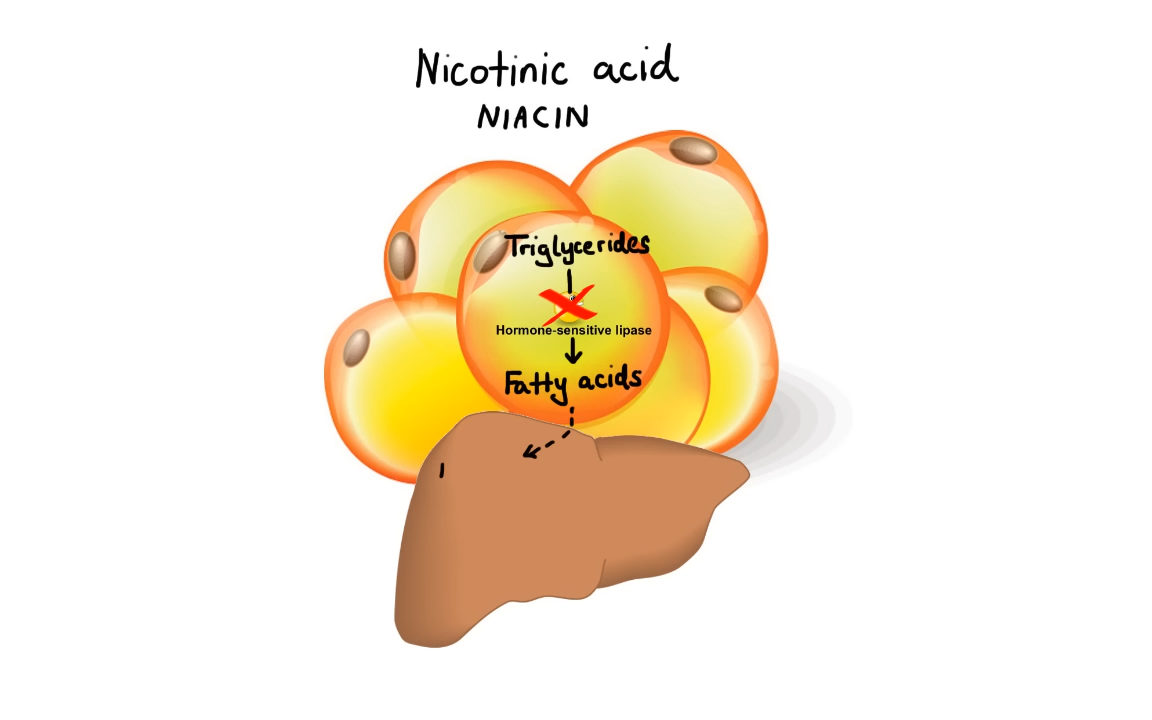 Nicotinic acid
NIACIN
Triglycerides
Hormone-sensitive lipase
Fatty acids